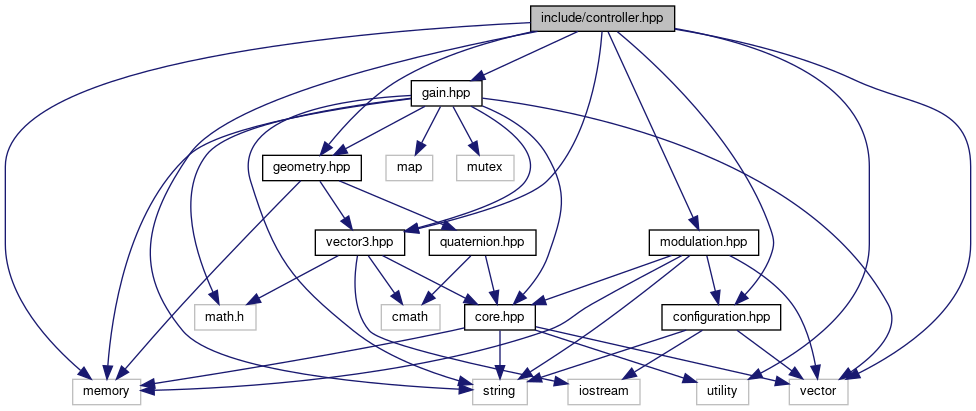 include/controller.hpp
gain.hpp
geometry.hpp
map
mutex
vector3.hpp
quaternion.hpp
modulation.hpp
math.h
cmath
core.hpp
configuration.hpp
memory
string
iostream
utility
vector